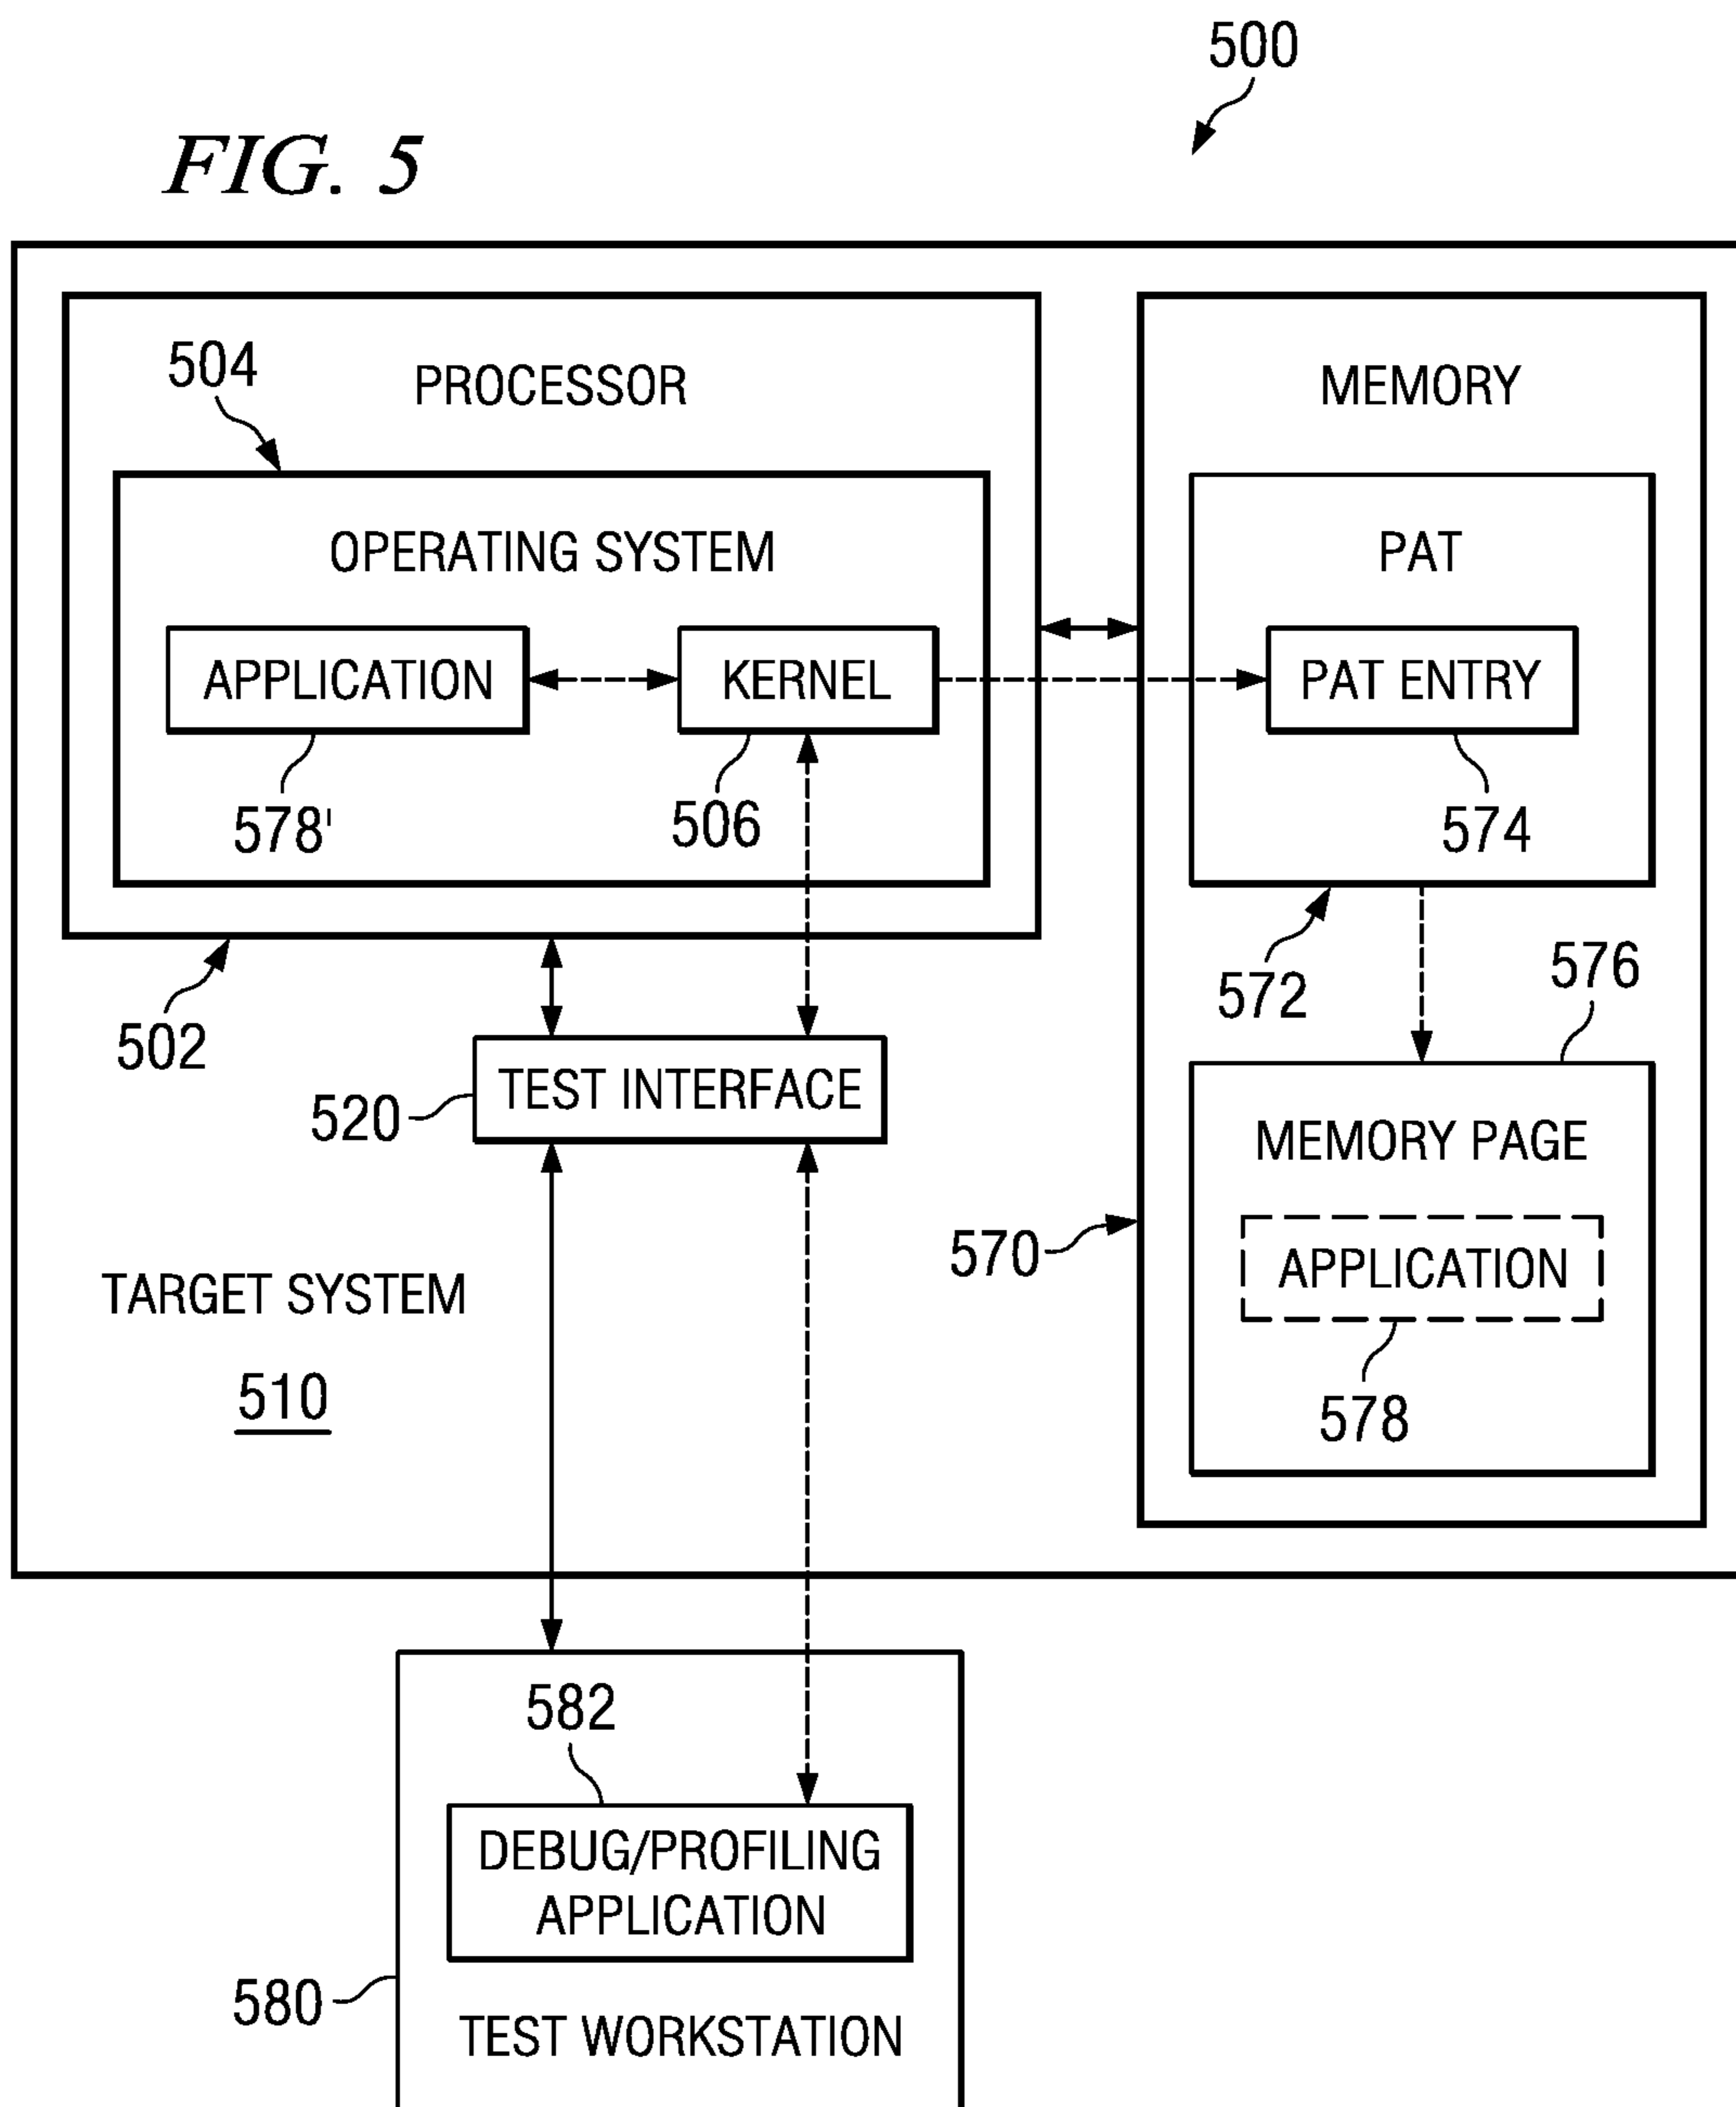 500
FIG. 5
504
PROCESSOR
MEMORY
OPERATING SYSTEM
PAT
APPLICATION
KERNEL
PAT ENTRY
578'
506
574
502
572
576
520
TEST INTERFACE
MEMORY PAGE
570
APPLICATION
TARGET SYSTEM
510
578
582
DEBUG/PROFILING
APPLICATION
580
TEST WORKSTATION